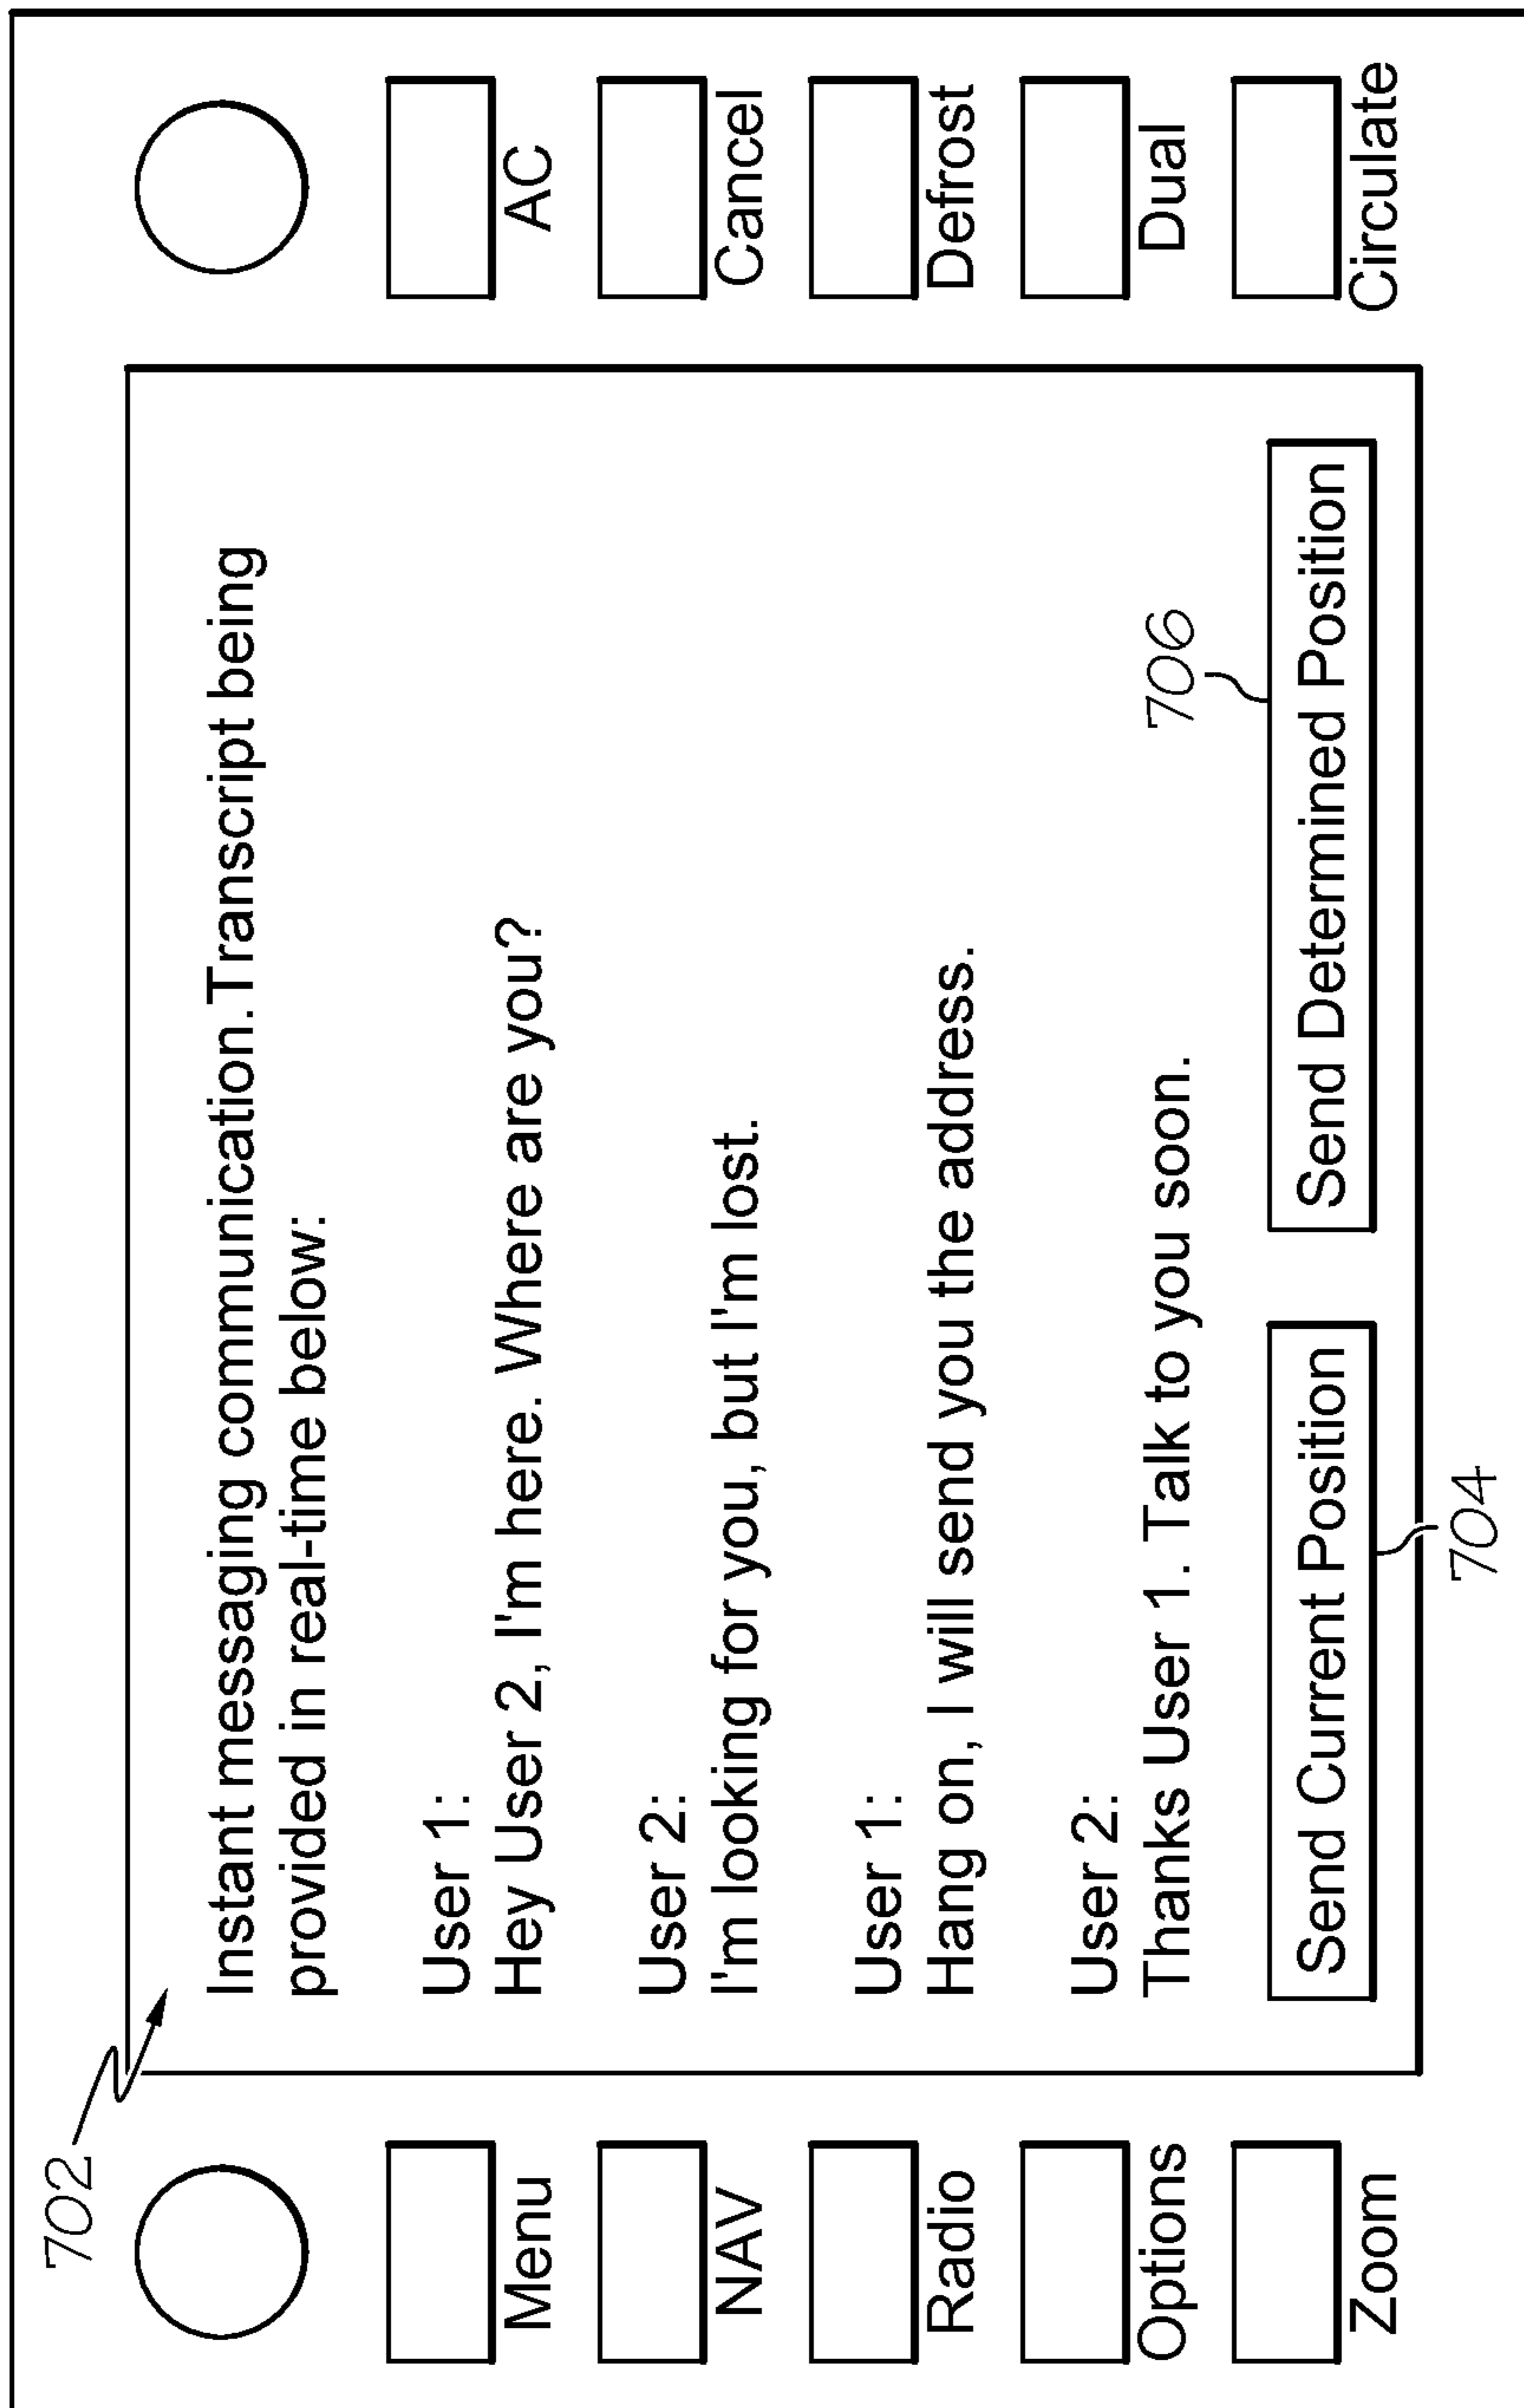 702
Menu
NAV
Radio
Options
Zoom
Instant messaging communication. Transcript being
provided in real-time below:
User 1:
Hey User 2, I'm here. Where are you?
User 2:
I'm looking for you, but I'm lost.
User 1:
Hang on, I will send you the address.
User 2:
Thanks User 1. Talk to you soon.
706
Send Current Position
Send Determined Position
704
AC
Cancel
Defrost
Dual
Circulate